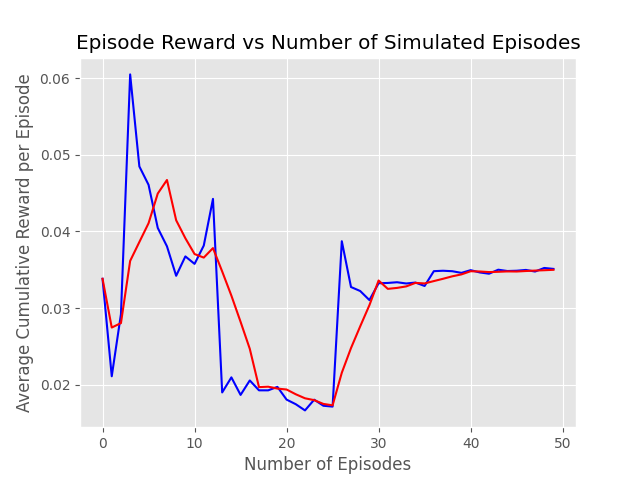 Episode Reward vs Number of Simulated Episodes
Average Cumulative Reward per Episode
0.06
0.05
0.04
0.03
0.02
0 10 20 30 40 50
Number of Episodes